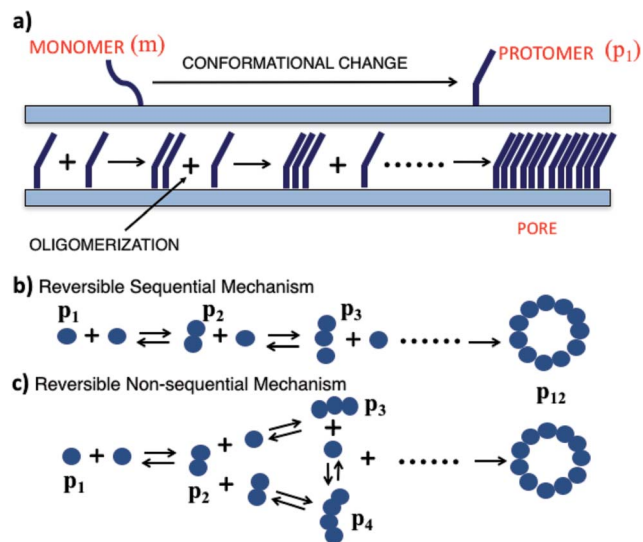 a)
MONOMER (m)
CONFORMATIONAL CHANGE
PROTOMER (p1)
+ + + ......
OLIGOMERIZATION
PORE
b) Reversible Sequential Mechanism
p1 p2 p3
+ + + ......
p12
c) Reversible Non-sequential Mechanism
p3
+ + + + ......
p1 p2 +
p4